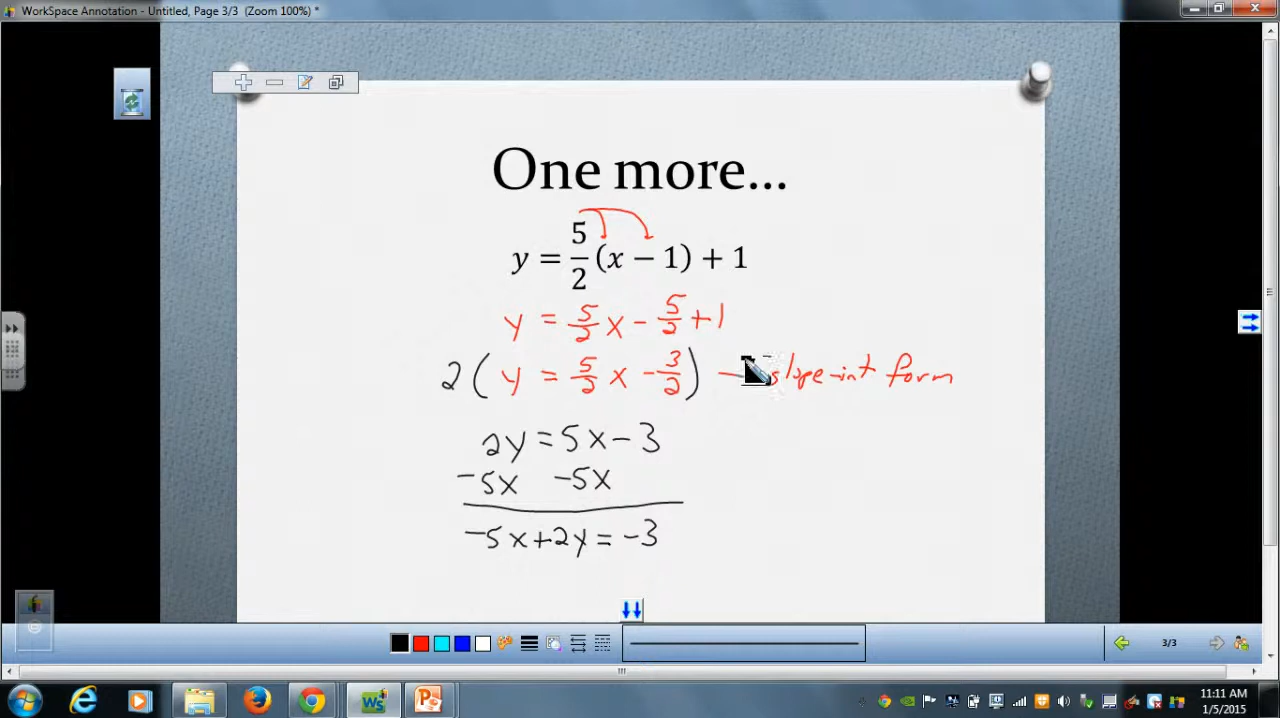 WorkSpace Annotation - Untitled, Page 3/3 (Zoom 100%) *
One more...
y = 5/2 (x − 1) + 1
y = 5/2 x - 5/2 + 1
2 ( y = 5/2 x - 3/2 ) — slope-int form
2y = 5x - 3
-5x -5x
-5x + 2y = -3
3/3
Ws
11:11 AM
1/5/2015